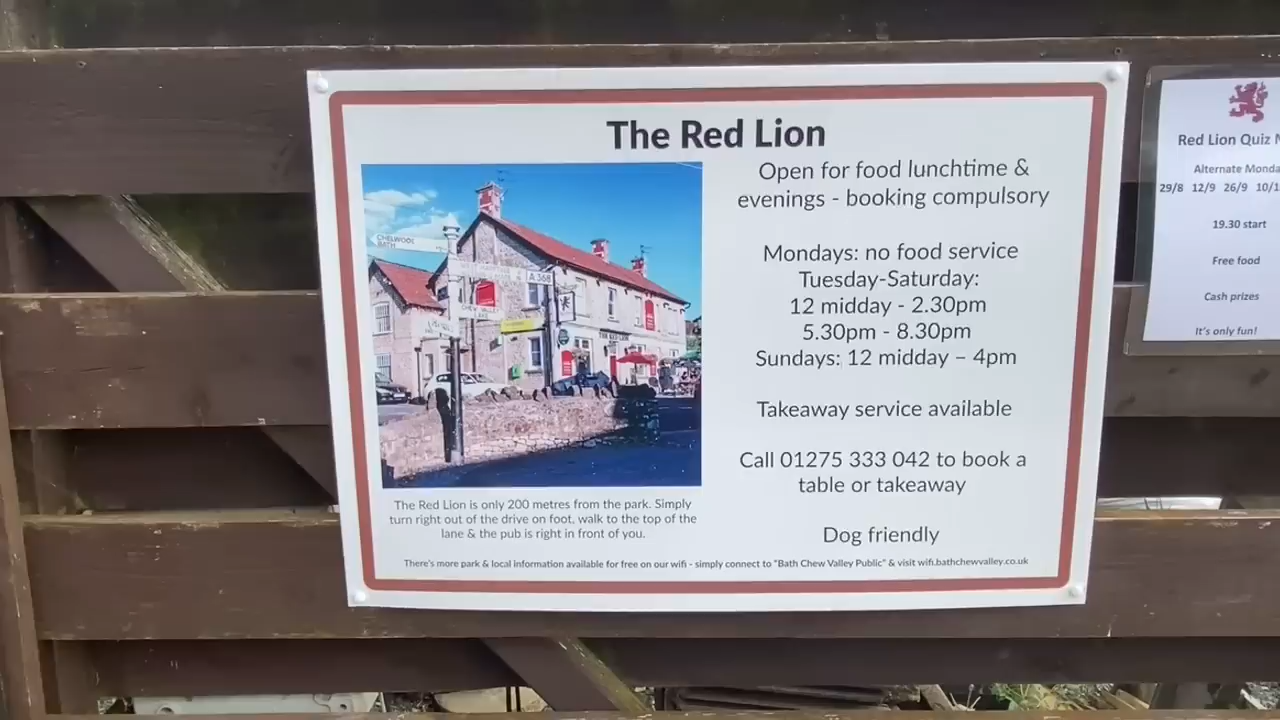 The Red Lion
Open for food lunchtime &
evenings - booking compulsory
Mondays: no food service
Tuesday-Saturday:
12 midday - 2.30pm
5.30pm - 8.30pm
Sundays: 12 midday – 4pm
Takeaway service available
Call 01275 333 042 to book a
table or takeaway
Dog friendly
CHELWOOD
BATH
A 368
THE RED LION
The Red Lion is only 200 metres from the park. Simply
turn right out of the drive on foot, walk to the top of the
lane & the pub is right in front of you.
There's more park & local information available for free on our wifi - simply connect to "Bath Chew Valley Public" & visit wifi.bathchewvalley.co.uk
Red Lion Quiz
Alternate
29/8 12/9 26/9
19.30 start
Free food
Cash prizes
It's only fun!